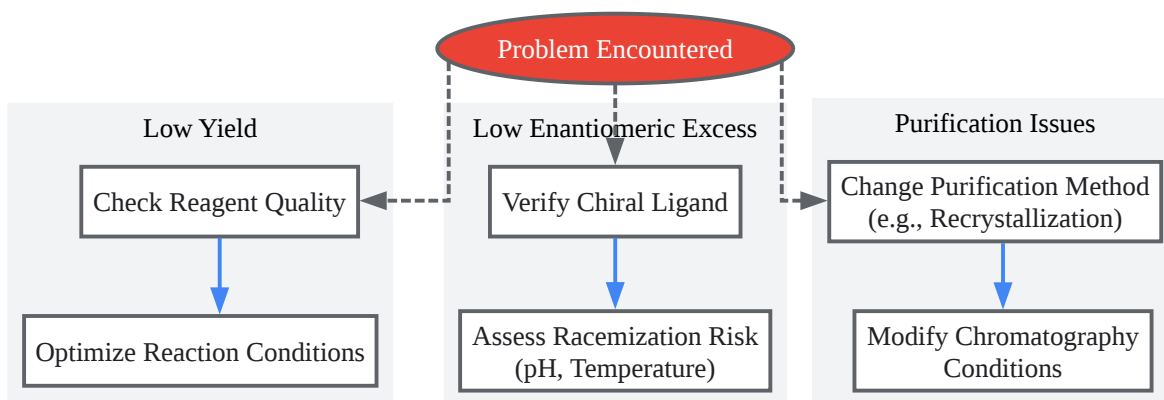 Problem Encountered
Low Yield
Check Reagent Quality
Optimize Reaction Conditions
Low Enantiomeric Excess
Verify Chiral Ligand
Assess Racemization Risk
(pH, Temperature)
Purification Issues
Change Purification Method
(e.g., Recrystallization)
Modify Chromatography
Conditions